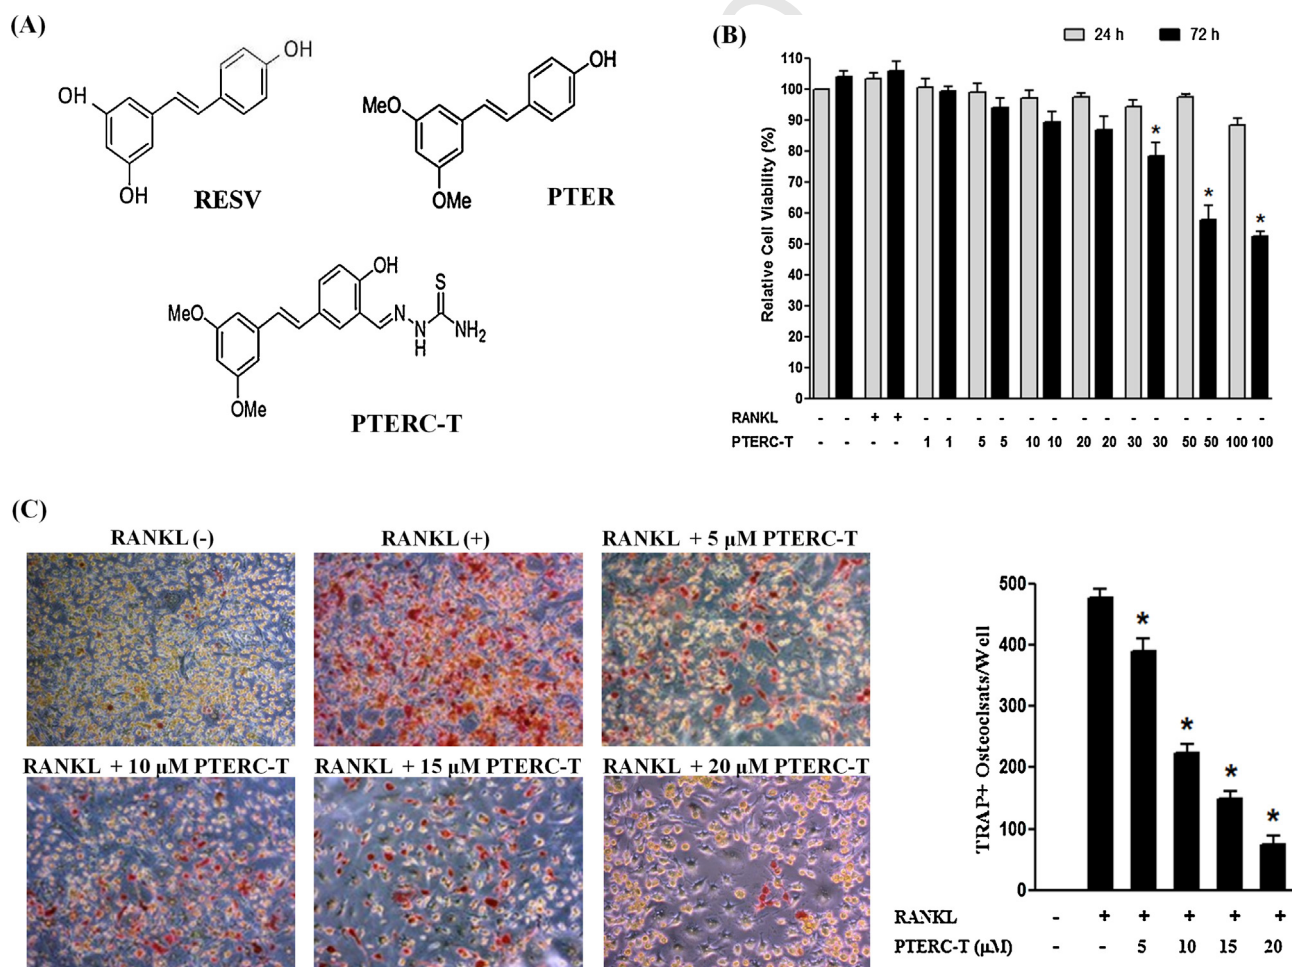 (A)
OH
OH
OH
RESV
OH
MeO
OMe
PTER
OH
MeO
OMe
N
N
H
S
NH2
PTERC-T
(B)
24 h 72 h
Relative Cell Viability (%)
110
100
90
80
70
60
50
40
30
20
10
0
* * *
RANKL - - + + - - - - - - - - - - - - - -
PTERC-T - - - - 1 1 5 5 10 10 20 20 30 30 50 50 100 100
(C)
RANKL (-) RANKL (+) RANKL + 5 μM PTERC-T
RANKL + 10 μM PTERC-T RANKL + 15 μM PTERC-T RANKL + 20 μM PTERC-T
TRAP+ Osteoclsats/Well
500
400
300
200
100
0
* * * *
RANKL - + + + + +
PTERC-T (μM) - - 5 10 15 20